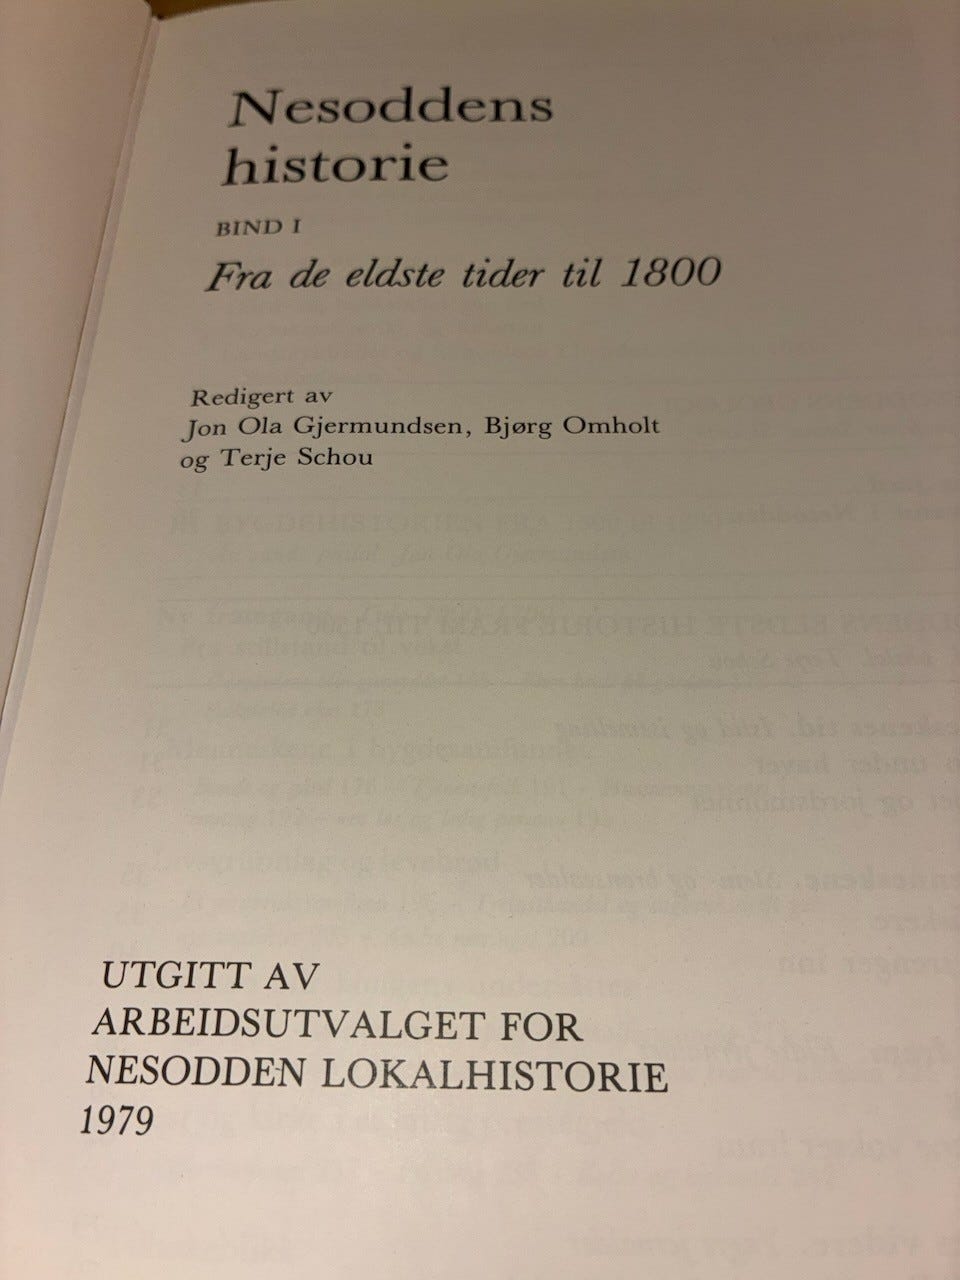 Nesoddens
historie
BIND I
Fra de eldste tider til 1800
Redigert av
Jon Ola Gjermundsen, Bjørg Omholt
og Terje Schou
UTGITT AV
ARBEIDSUTVALGET FOR
NESODDEN LOKALHISTORIE
1979